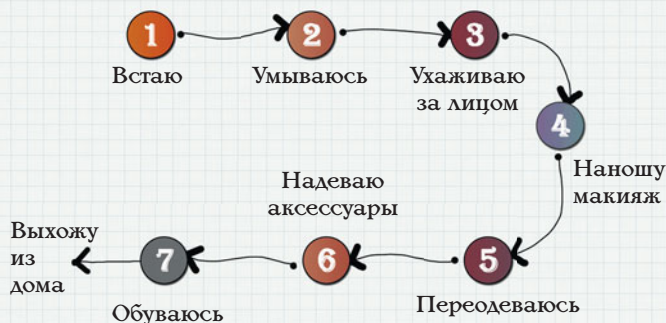 1
Встаю
2
Умываюсь
3
Ухаживаю
за лицом
4
Наношу
макияж
5
Переодеваюсь
6
Надеваю
аксессуары
7
Обуваюсь
Выхожу
из
дома